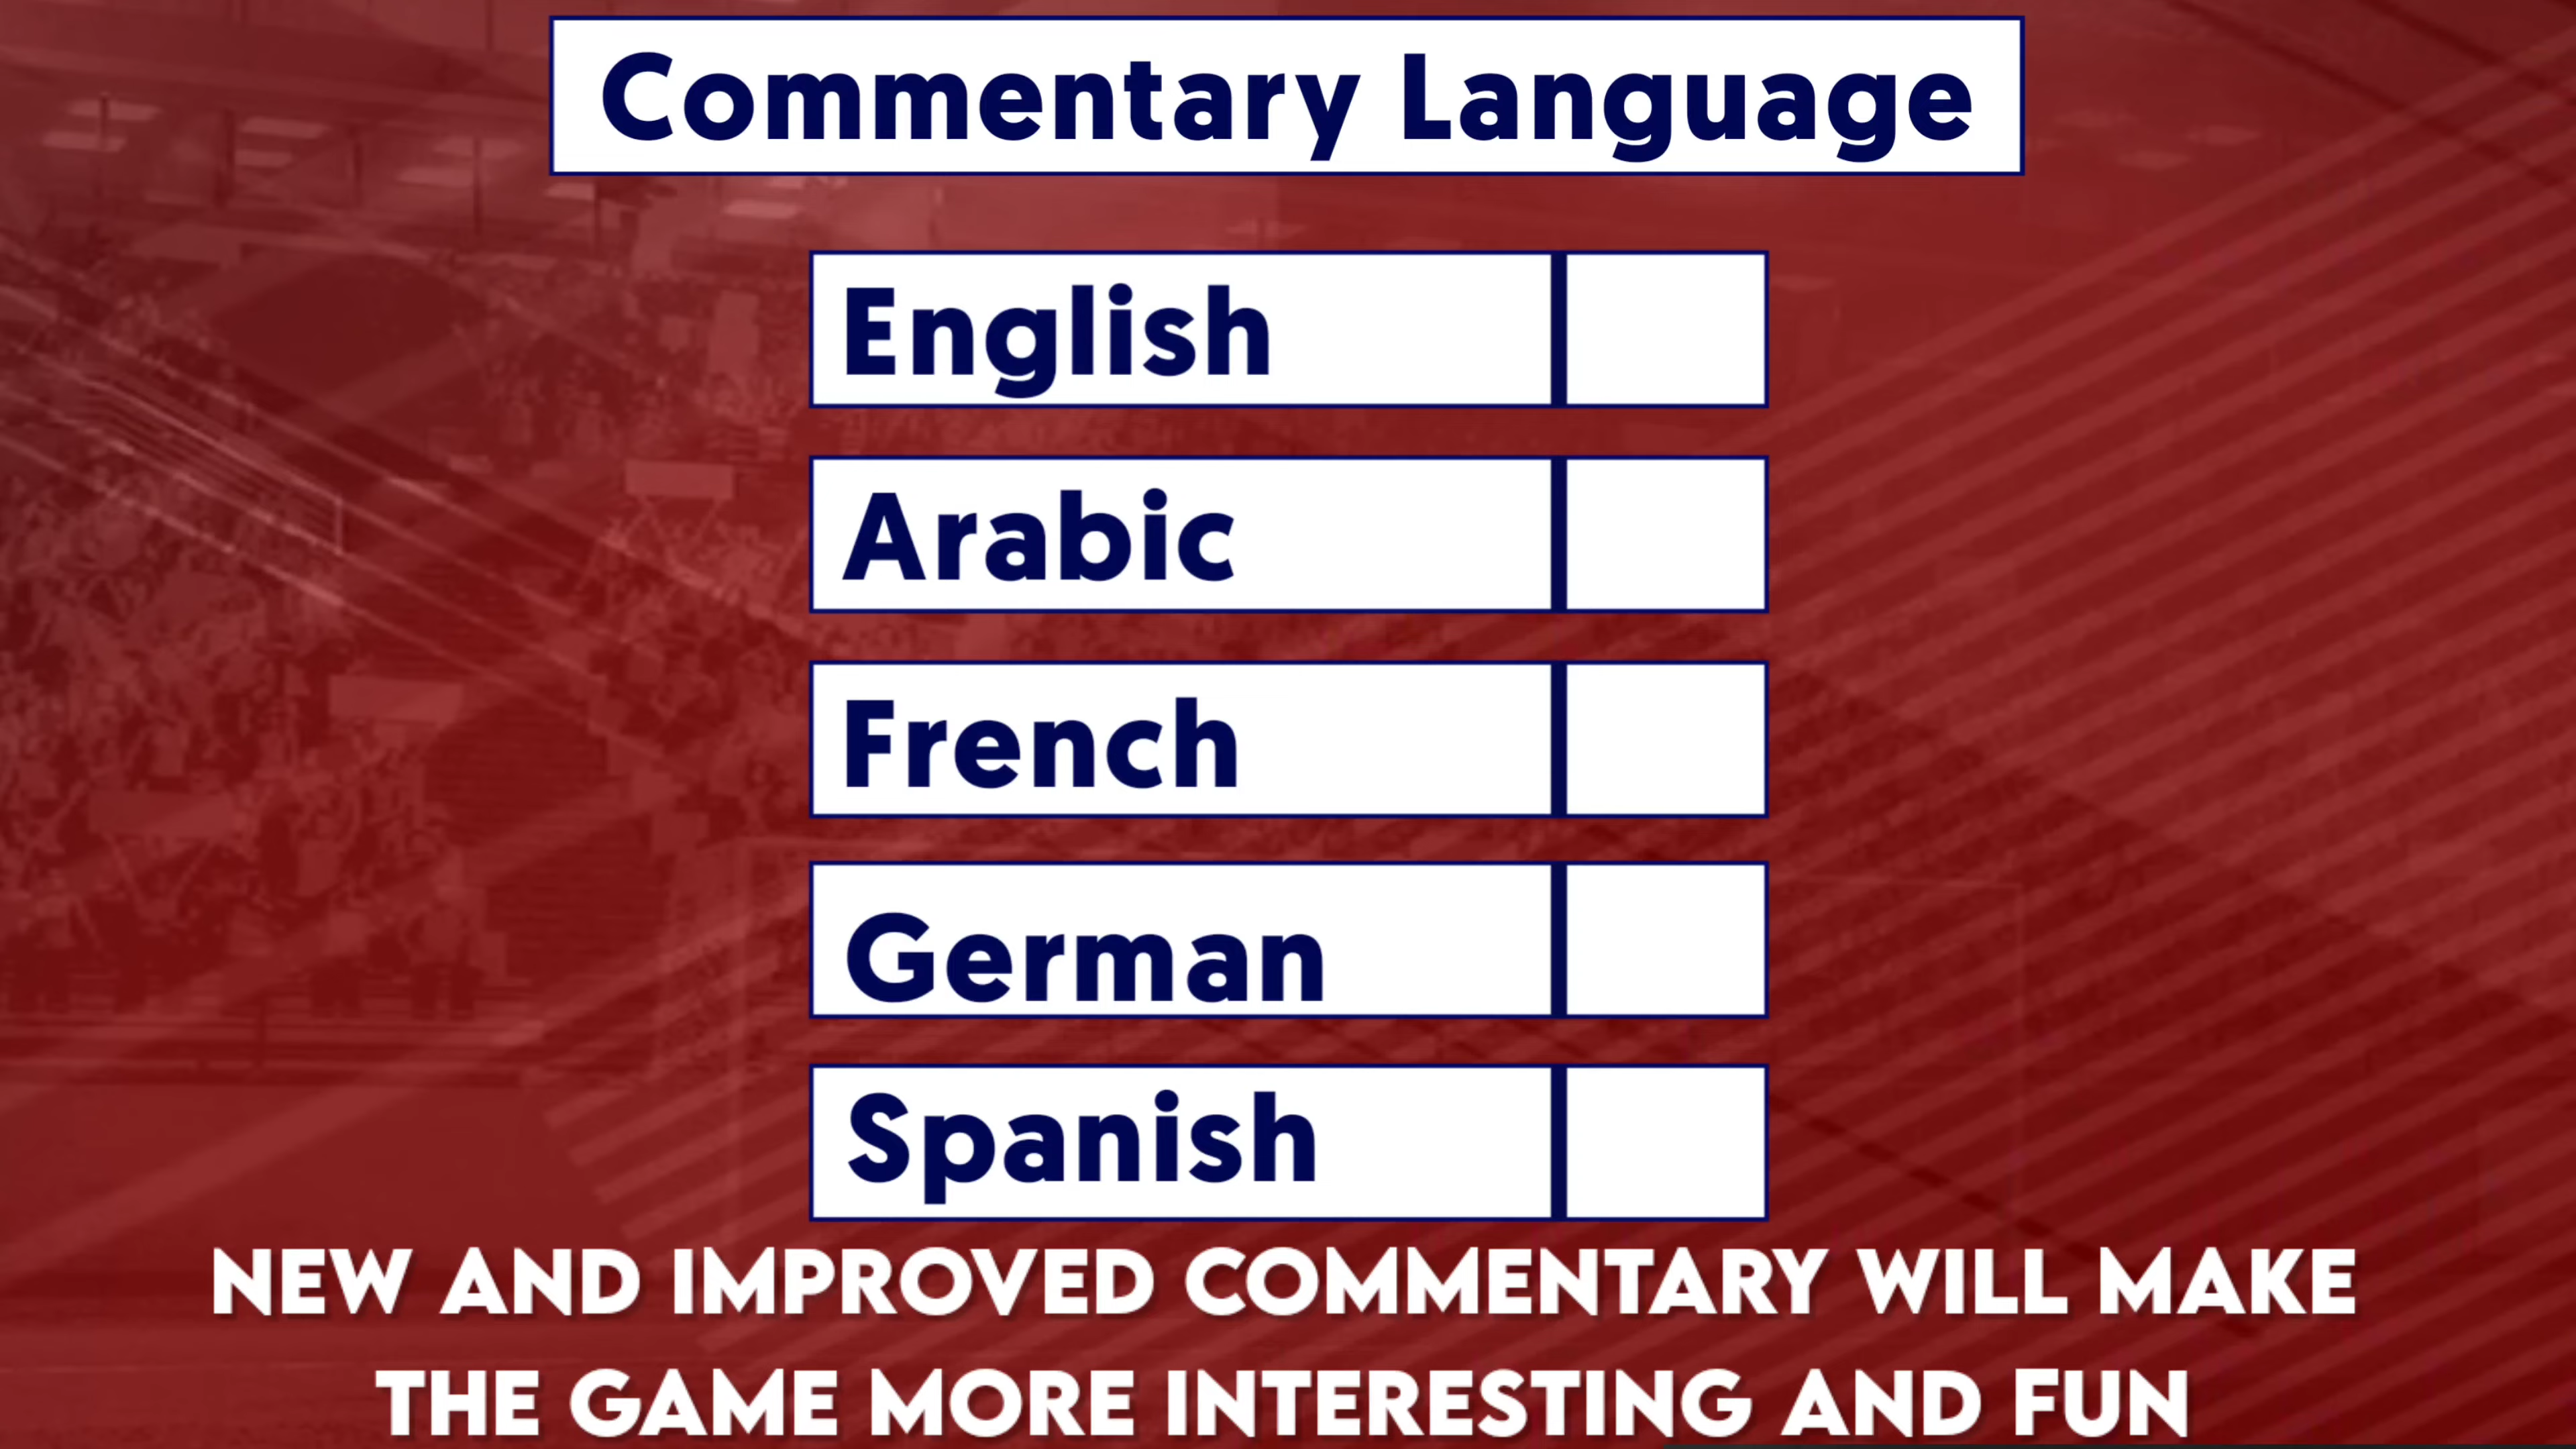 Commentary Language
English
Arabic
French
German
Spanish
NEW AND IMPROVED COMMENTARY WILL MAKE
THE GAME MORE INTERESTING AND FUN